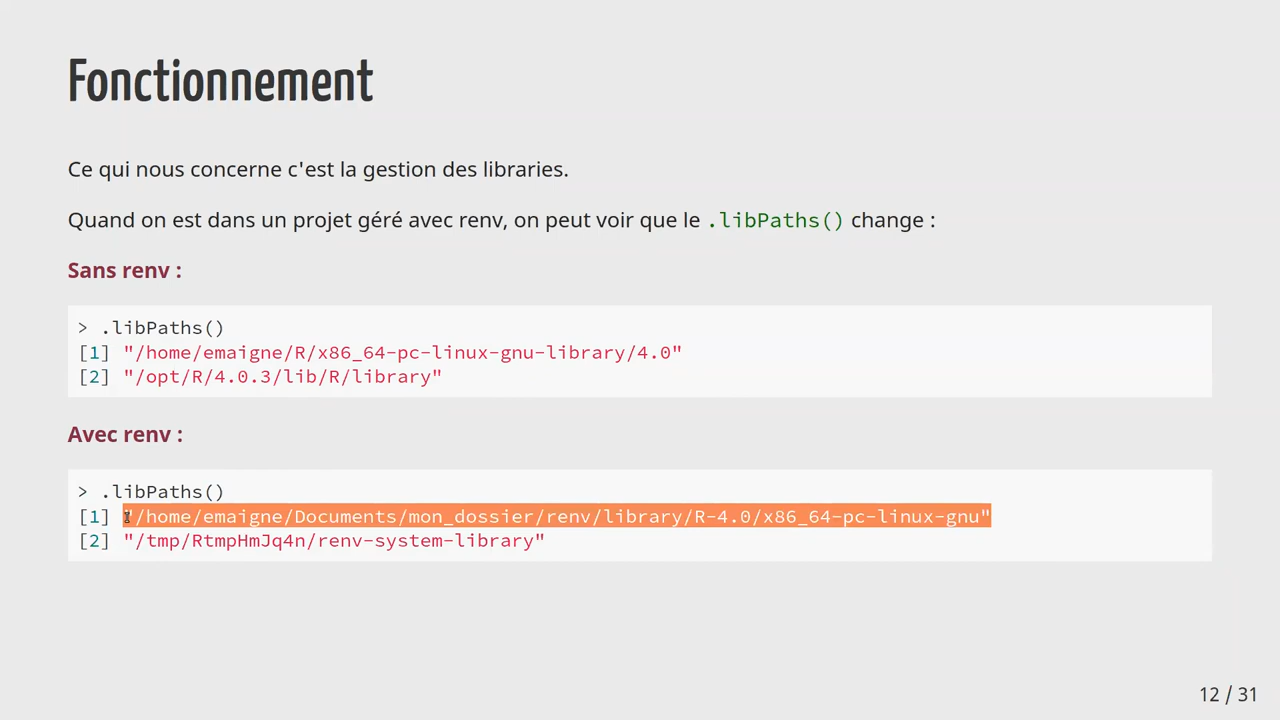 Fonctionnement
Ce qui nous concerne c'est la gestion des libraries.
Quand on est dans un projet géré avec renv, on peut voir que le .libPaths() change :
Sans renv :
> .libPaths()
[1] "/home/emaigne/R/x86_64-pc-linux-gnu-library/4.0"
[2] "/opt/R/4.0.3/lib/R/library"
Avec renv :
> .libPaths()
[1] "/home/emaigne/Documents/mon_dossier/renv/library/R-4.0/x86_64-pc-linux-gnu"
[2] "/tmp/RtmpHmJq4n/renv-system-library"
12 / 31